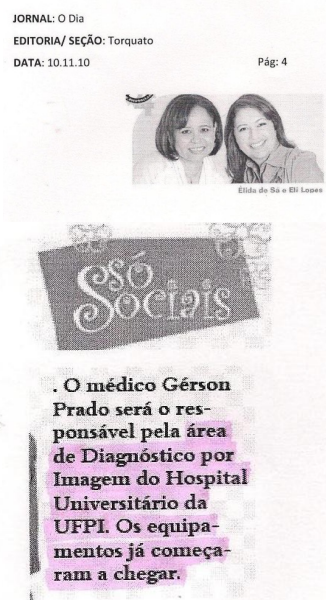 JORNAL: O Dia
EDITORIA/ SEÇÃO: Torquato
DATA: 10.11.10 Pág: 4
Élida de Sá e Eli Lopes
só
Sociais
. O médico Gérson
Prado será o res-
ponsável pela área
de Diagnóstico por
Imagem do Hospital
Universitário da
UFPI. Os equipa-
mentos já começa-
ram a chegar.